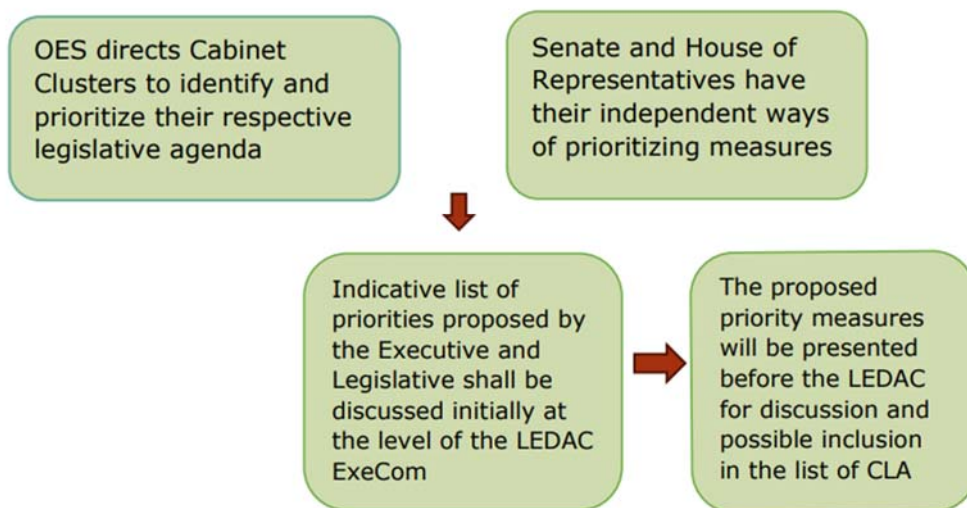 OES directs Cabinet
Clusters to identify and
prioritize their respective
legislative agenda
Senate and House of
Representatives have
their independent ways
of prioritizing measures
Indicative list of
priorities proposed by
the Executive and
Legislative shall be
discussed initially at
the level of the LEDAC
ExeCom
The proposed
priority measures
will be presented
before the LEDAC
for discussion and
possible inclusion
in the list of CLA